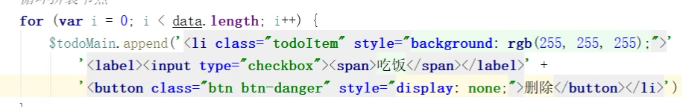 for (var i = 0; i < data.length; i++) {
$todoMain.append('<li class="todoItem" style="background: rgb(255, 255, 255);">'
'<label><input type="checkbox"><span>吃饭</span></label>' +
'<button class="btn btn-danger" style="display: none;">删除</button></li>')